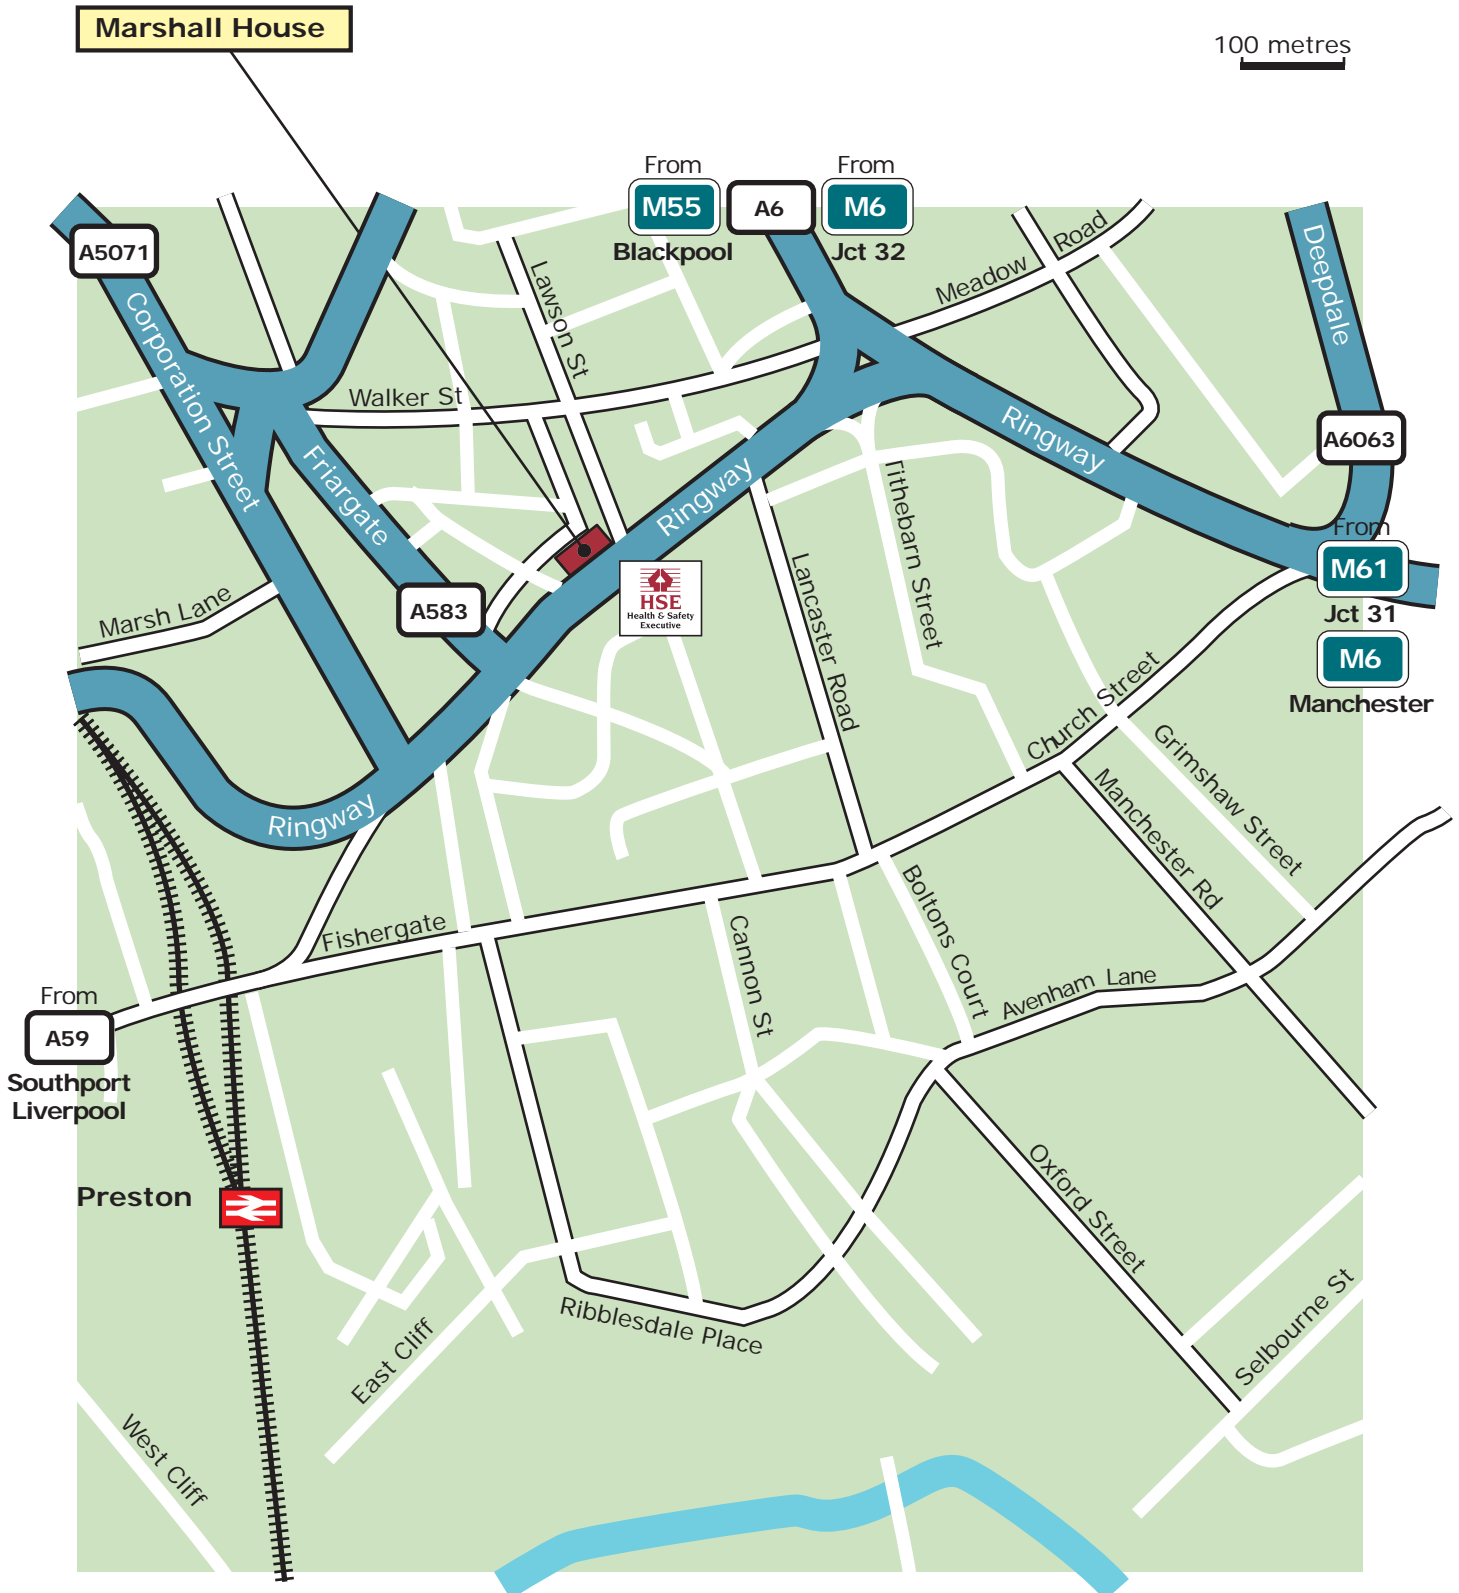 Marshall House
100 metres
From
From
M55
A6
M6
Blackpool
Jct 32
A5071
Meadow Road
Deepdale
Lawson St
Corporation Street
Walker St
Ringway
A6063
Friargate
Ringway
Tithebarn Street
From
M61
Jct 31
M6
Manchester
HSE
Health & Safety
Executive
Lancaster Road
Marsh Lane
A583
Church Street
Grimshaw Street
Manchester Rd
Ringway
Boltons Court
Fishergate
Cannon St
Avenham Lane
From
A59
Southport
Liverpool
Preston
Oxford Street
Selbourne St
Ribblesdale Place
East Cliff
West Cliff